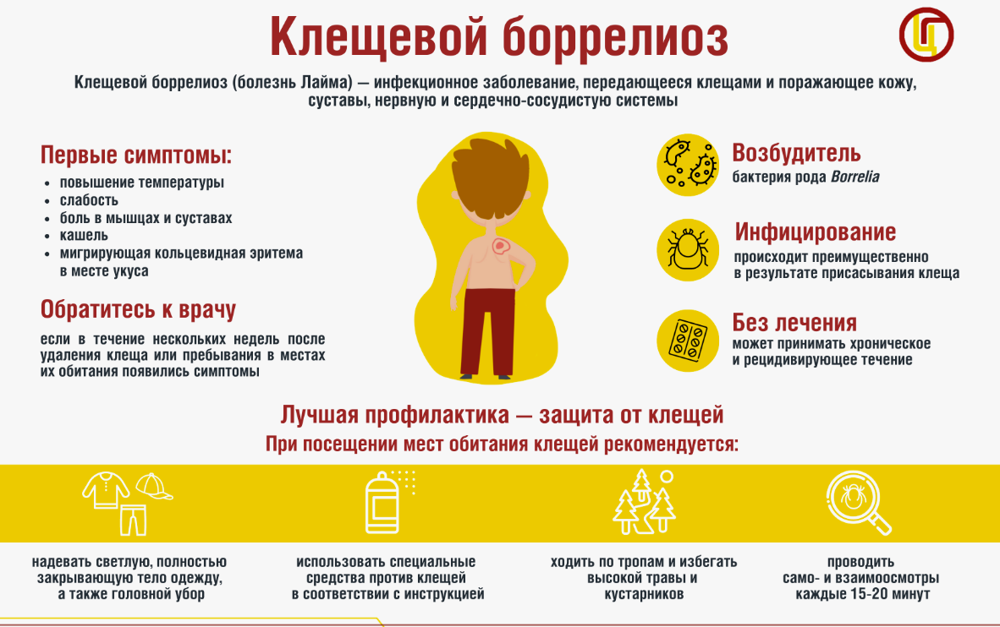 Клещевой боррелиоз
Клещевой боррелиоз (болезнь Лайма) — инфекционное заболевание, передающееся клещами и поражающее кожу,
суставы, нервную и сердечно-сосудистую системы
Первые симптомы:
• повышение температуры
• слабость
• боль в мышцах и суставах
• кашель
• мигрирующая кольцевидная эритема
в месте укуса
Обратитесь к врачу
если в течение нескольких недель после
удаления клеща или пребывания в местах
их обитания появились симптомы
Возбудитель
бактерия рода Borrelia
Инфицирование
происходит преимущественно
в результате присасывания клеща
Без лечения
может принимать хроническое
и рецидивирующее течение
Лучшая профилактика — защита от клещей
При посещении мест обитания клещей рекомендуется:
надевать светлую, полностью
закрывающую тело одежду,
а также головной убор
использовать специальные
средства против клещей
в соответствии с инструкцией
ходить по тропам и избегать
высокой травы и
кустарников
проводить
само- и взаимоосмотры
каждые 15-20 минут